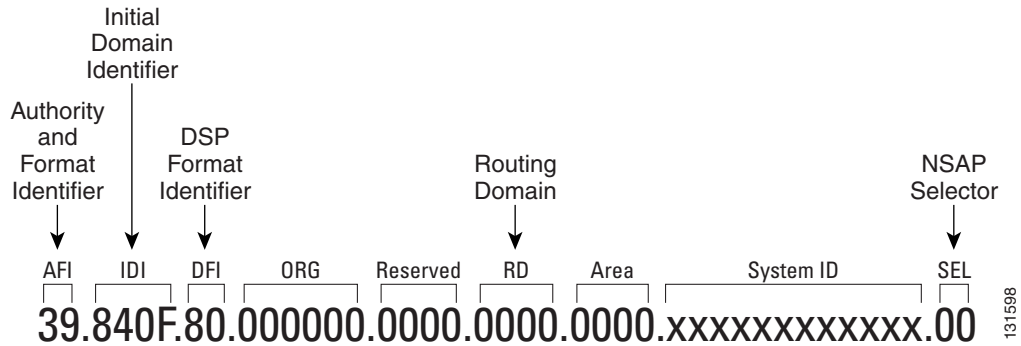 Initial
Domain
Identifier
Authority
and
Format
Identifier
DSP
Format
Identifier
Routing
Domain
NSAP
Selector
AFI IDI DFI ORG Reserved RD Area System ID SEL
39.840F.80.000000.0000.0000.0000.xxxxxxxxxxxx.00
131598